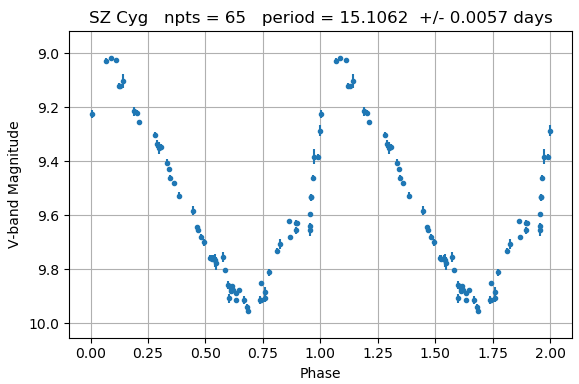 SZ Cyg npts = 65 period = 15.1062 +/- 0.0057 days
V-band Magnitude
9.0
9.2
9.4
9.6
9.8
10.0
0.00 0.25 0.50 0.75 1.00 1.25 1.50 1.75 2.00
Phase